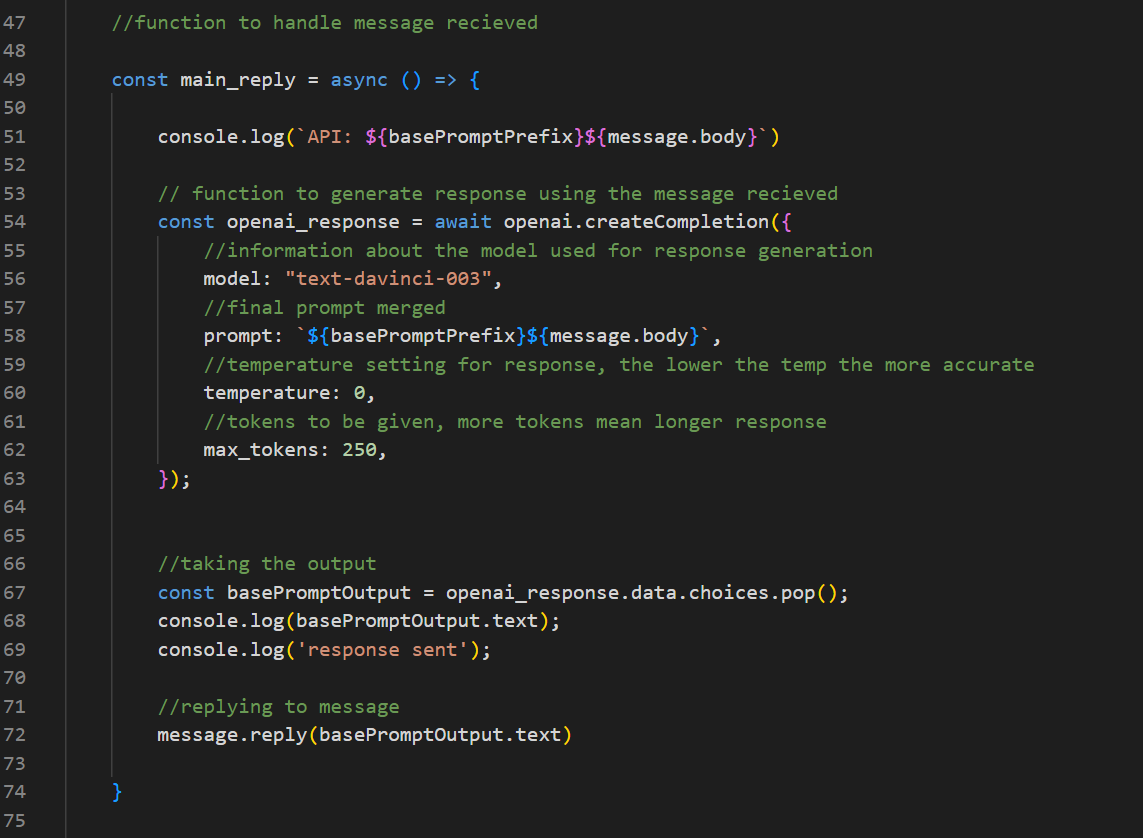 47 //function to handle message recieved
48
49 const main_reply = async () => {
50
51 console.log(`API: ${basePromptPrefix}${message.body}`)
52
53 // function to generate response using the message recieved
54 const openai_response = await openai.createCompletion({
55 //information about the model used for response generation
56 model: "text-davinci-003",
57 //final prompt merged
58 prompt: `${basePromptPrefix}${message.body}`,
59 //temperature setting for response, the lower the temp the more accurate
60 temperature: 0,
61 //tokens to be given, more tokens mean longer response
62 max_tokens: 250,
63 });
64
65
66 //taking the output
67 const basePromptOutput = openai_response.data.choices.pop();
68 console.log(basePromptOutput.text);
69 console.log('response sent');
70
71 //replying to message
72 message.reply(basePromptOutput.text)
73
74 }
75